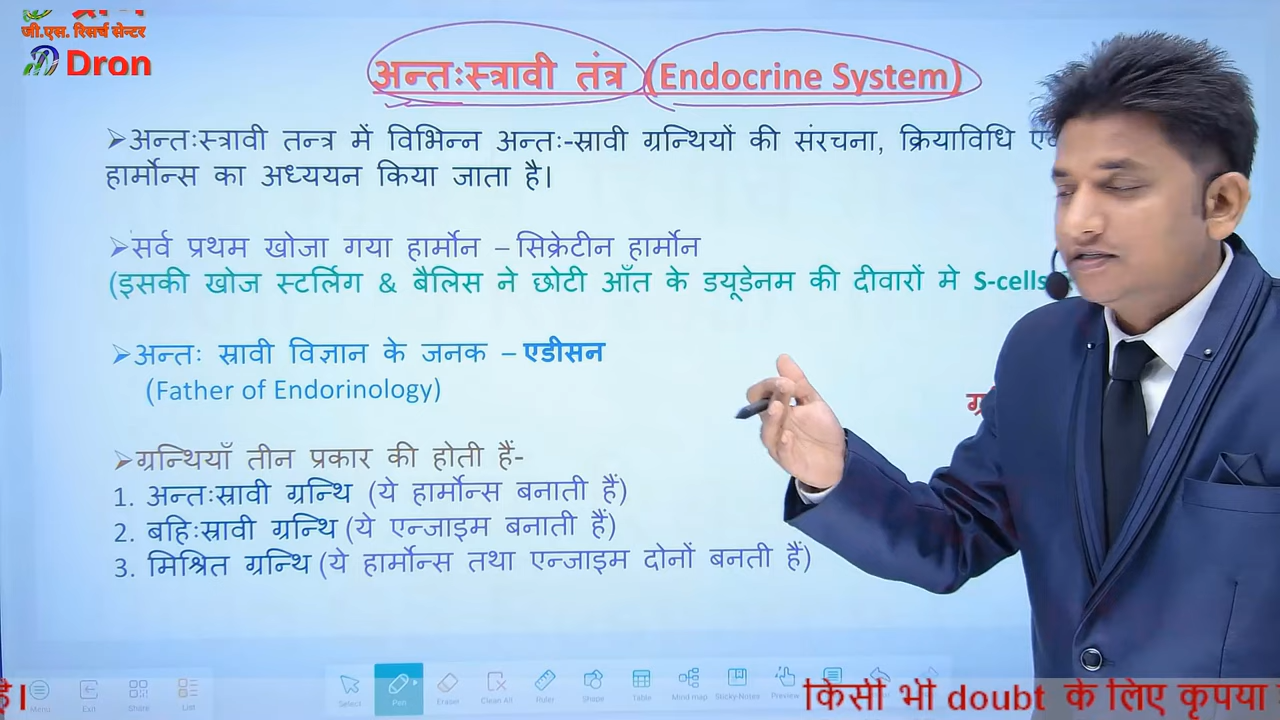 जी.एस. रिसर्च सेन्टर
Dron
अन्तःस्त्रावी तंत्र (Endocrine System)
➢अन्तःस्त्रावी तन्त्र में विभिन्न अन्तः-स्रावी ग्रन्थियों की संरचना, क्रियाविधि
हार्मोन्स का अध्ययन किया जाता है।
➢सर्व प्रथम खोजा गया हार्मोन – सिक्रेटीन हार्मोन
(इसकी खोज स्टर्लिंग & बैलिस ने छोटी आँत के डयूडेनम की दीवारों मे S-cells
➢अन्तः स्रावी विज्ञान के जनक – एडीसन
(Father of Endorinology)
➢ग्रन्थियाँ तीन प्रकार की होती हैं-
1. अन्तःस्रावी ग्रन्थि (ये हार्मोन्स बनाती हैं)
2. बहिःस्रावी ग्रन्थि (ये एन्जाइम बनाती हैं)
3. मिश्रित ग्रन्थि (ये हार्मोन्स तथा एन्जाइम दोनों बनती हैं)
Menu Exit Share List Select Pen Eraser Clean All Ruler Shape Table Mind map Sticky-Notes Preview
है। किसी भी doubt के लिए कृपया